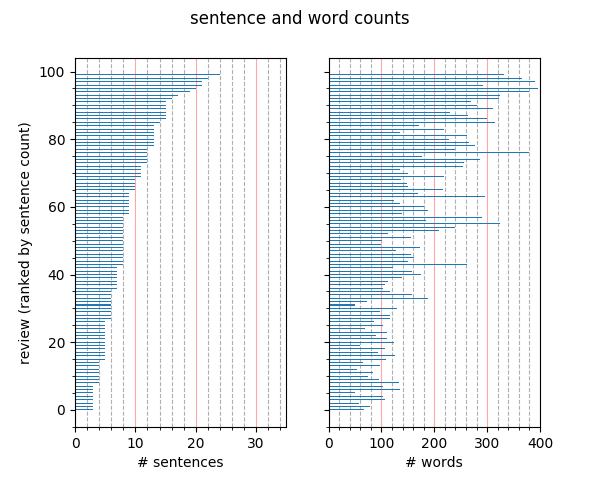 sentence and word counts
review (ranked by sentence count)
100
80
60
40
20
0
0 10 20 30
# sentences
0 100 200 300 400
# words